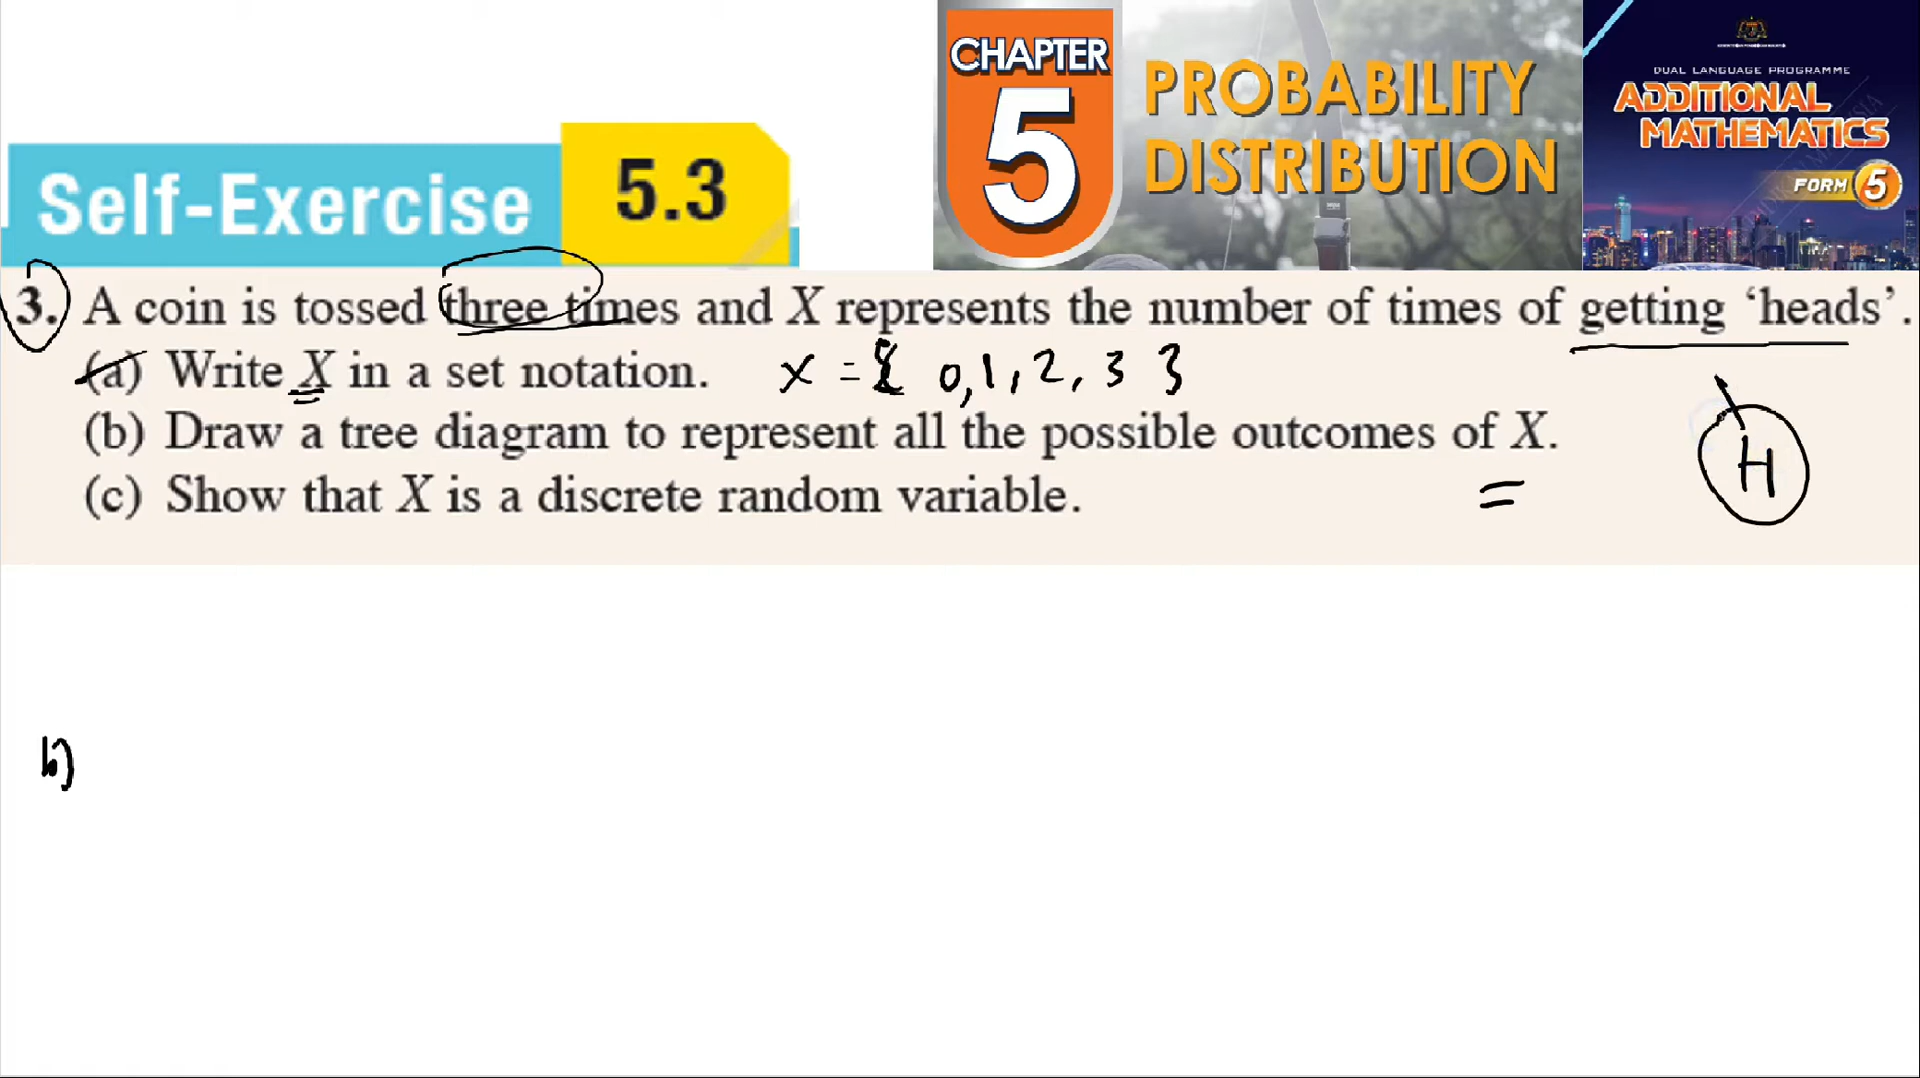 CHAPTER
5
PROBABILITY
DISTRIBUTION
DUAL LANGUAGE PROGRAMME
ADDITIONAL
MATHEMATICS
FORM 5
Self-Exercise 5.3
3. A coin is tossed three times and X represents the number of times of getting ‘heads’.
(a) Write X in a set notation. x = { 0, 1, 2, 3 }
(b) Draw a tree diagram to represent all the possible outcomes of X.
H
(c) Show that X is a discrete random variable. =
b)